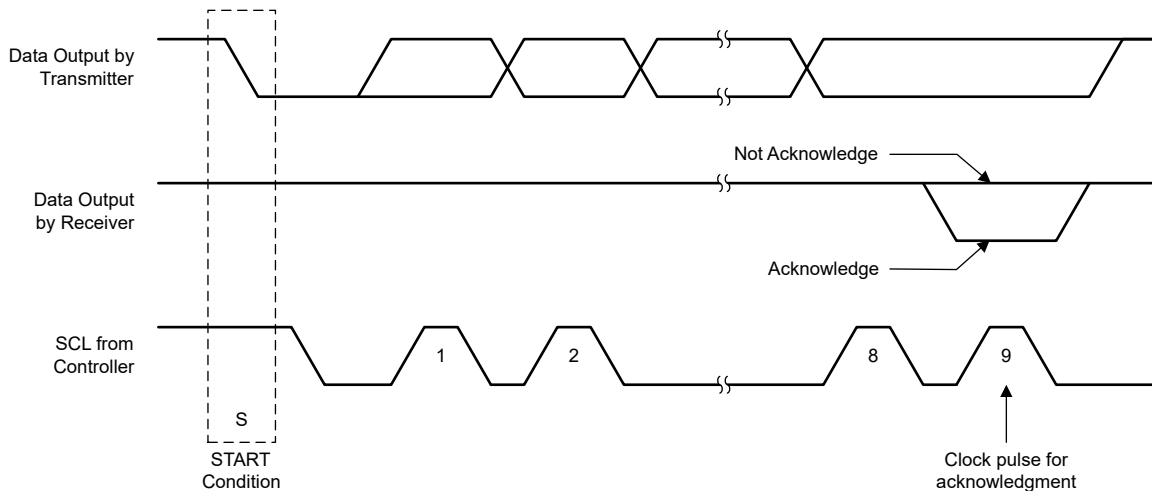 Data Output by
Transmitter
Not Acknowledge
Data Output
by Receiver
Acknowledge
SCL from
Controller
1
2
8
9
S
START
Condition
Clock pulse for
acknowledgment